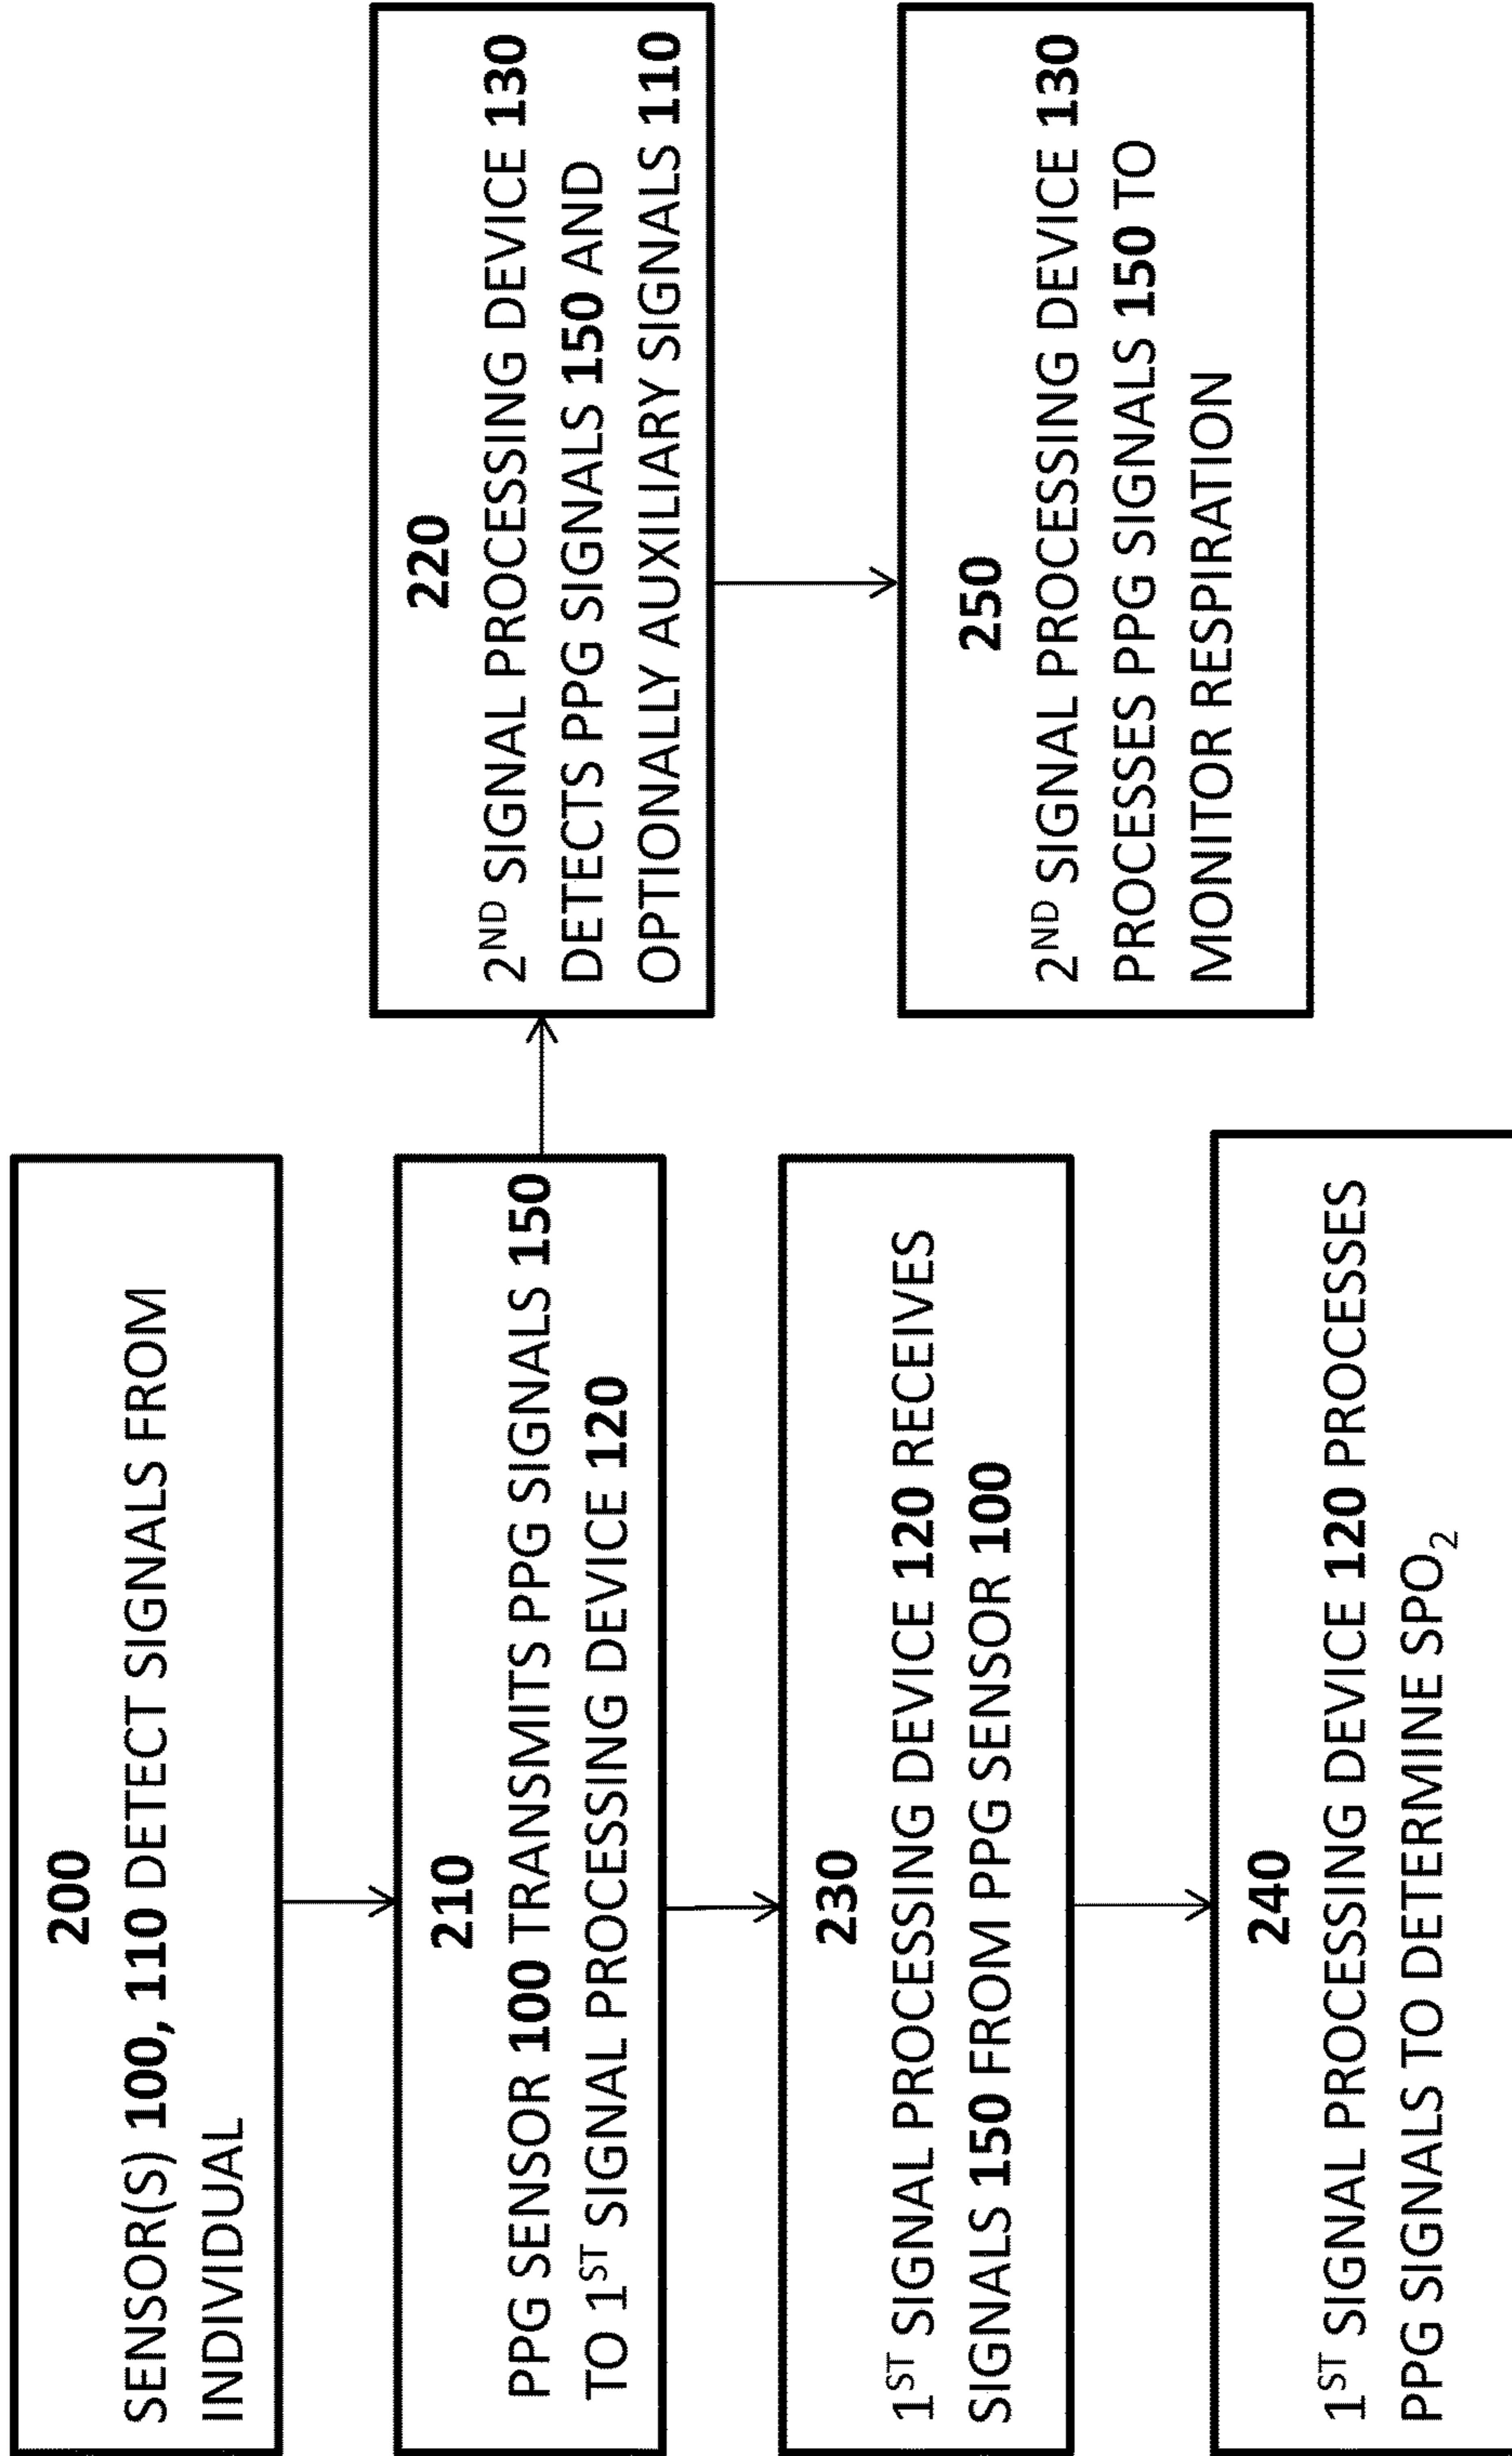 200
SENSOR(S) 100, 110 DETECT SIGNALS FROM
INDIVIDUAL
210
PPG SENSOR 100 TRANSMITS PPG SIGNALS 150
TO 1ST SIGNAL PROCESSING DEVICE 120
220
2ND SIGNAL PROCESSING DEVICE 130
DETECTS PPG SIGNALS 150 AND
OPTIONALLY AUXILIARY SIGNALS 110
230
1ST SIGNAL PROCESSING DEVICE 120 RECEIVES
SIGNALS 150 FROM PPG SENSOR 100
250
2ND SIGNAL PROCESSING DEVICE 130
PROCESSES PPG SIGNALS 150 TO
MONITOR RESPIRATION
240
1ST SIGNAL PROCESSING DEVICE 120 PROCESSES
PPG SIGNALS TO DETERMINE SPO2